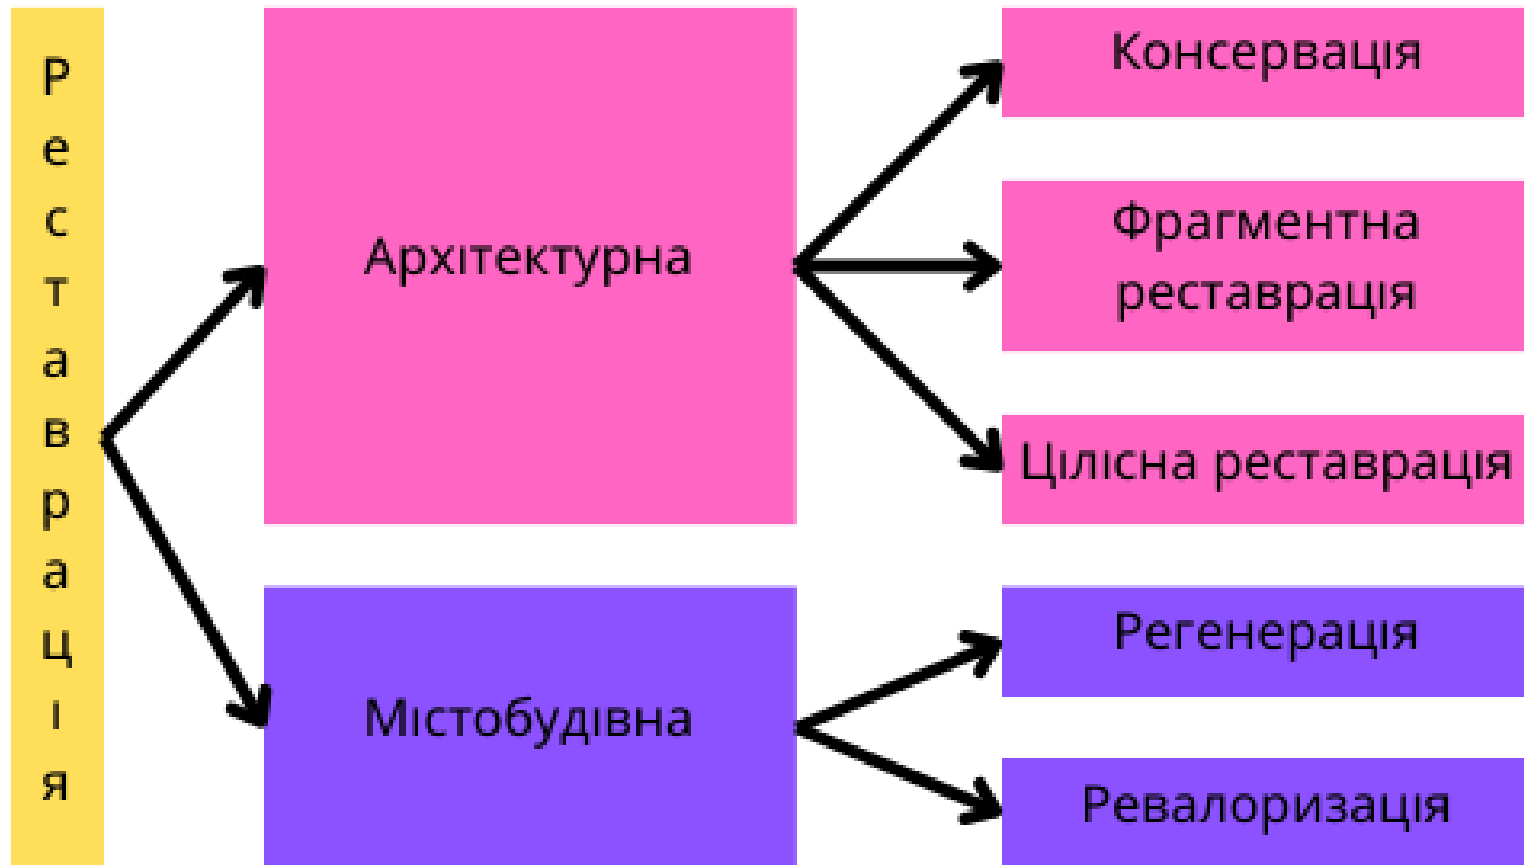 Реставрація
Архітектурна
Консервація
Фрагментна
реставрація
Цілісна реставрація
Містобудівна
Регенерація
Ревалоризація